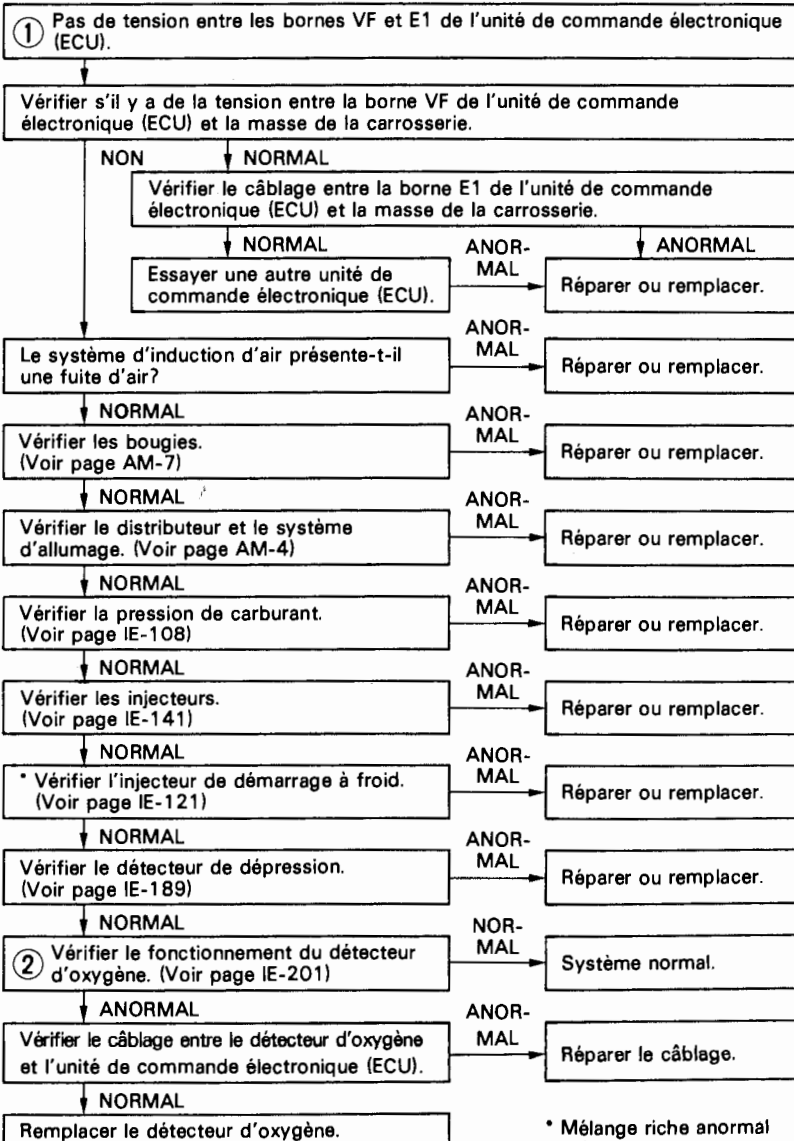 ① Pas de tension entre les bornes VF et E1 de l'unité de commande électronique
(ECU).
Vérifier s'il y a de la tension entre la borne VF de l'unité de commande
électronique (ECU) et la masse de la carrosserie.
NON
NORMAL
Vérifier le câblage entre la borne E1 de l'unité de commande
électronique (ECU) et la masse de la carrosserie.
NORMAL
ANOR-
MAL
ANORMAL
Essayer une autre unité de
commande électronique (ECU).
Réparer ou remplacer.
ANOR-
MAL
Le système d'induction d'air présente-t-il
une fuite d'air?
Réparer ou remplacer.
NORMAL
ANOR-
MAL
Vérifier les bougies.
(Voir page AM-7)
Réparer ou remplacer.
NORMAL
ANOR-
MAL
Vérifier le distributeur et le système
d'allumage. (Voir page AM-4)
Réparer ou remplacer.
NORMAL
ANOR-
MAL
Vérifier la pression de carburant.
(Voir page IE-108)
Réparer ou remplacer.
NORMAL
ANOR-
MAL
Vérifier les injecteurs.
(Voir page IE-141)
Réparer ou remplacer.
NORMAL
ANOR-
MAL
* Vérifier l'injecteur de démarrage à froid.
(Voir page IE-121)
Réparer ou remplacer.
NORMAL
ANOR-
MAL
Vérifier le détecteur de dépression.
(Voir page IE-189)
Réparer ou remplacer.
NORMAL
NOR-
MAL
② Vérifier le fonctionnement du détecteur
d'oxygène. (Voir page IE-201)
Système normal.
ANORMAL
ANOR-
MAL
Vérifier le câblage entre le détecteur d'oxygène
et l'unité de commande électronique (ECU).
Réparer le câblage.
NORMAL
Remplacer le détecteur d'oxygène.
* Mélange riche anormal